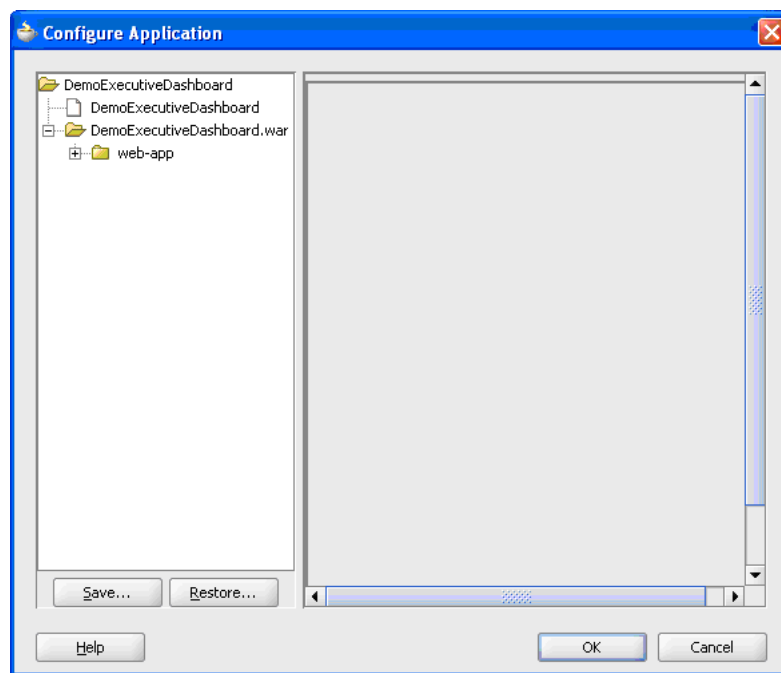 Configure Application
DemoExecutiveDashboard
DemoExecutiveDashboard
DemoExecutiveDashboard.war
web-app
Save... Restore...
Help OK Cancel